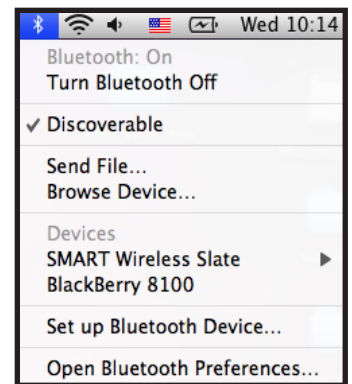 Wed 10:14
Bluetooth: On
Turn Bluetooth Off
✓ Discoverable
Send File...
Browse Device...
Devices
SMART Wireless Slate
BlackBerry 8100
Set up Bluetooth Device...
Open Bluetooth Preferences...